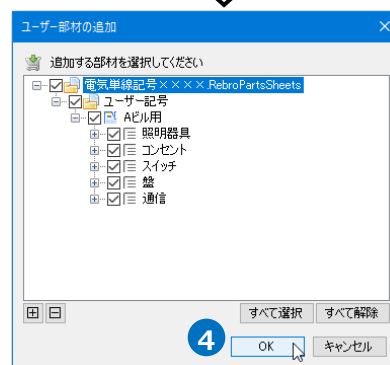 ユーザー部材の追加
追加する部材を選択してください
電気単線記号××××.RebroPartsSheets
ユーザー記号
Aビル用
照明器具
コンセント
スイッチ
盤
通信
すべて選択 すべて解除
4 OK キャンセル